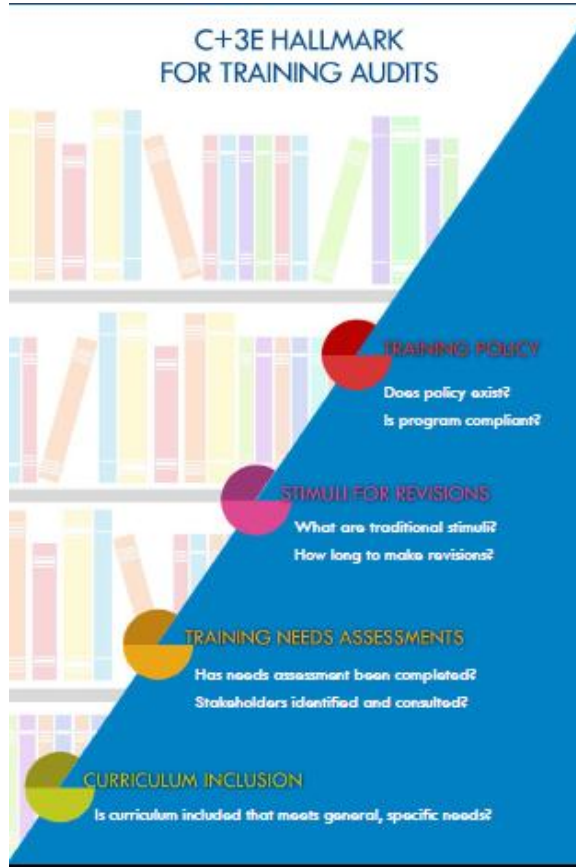 C+3E HALLMARK
FOR TRAINING AUDITS
TRAINING POLICY
Does policy exist?
Is program compliant?
STIMULI FOR REVISIONS
What are traditional stimuli?
How long to make revisions?
TRAINING NEEDS ASSESSMENTS
Has needs assessment been completed?
Stakeholders identified and consulted?
CURRICULUM INCLUSION
Is curriculum included that meets general, specific needs?